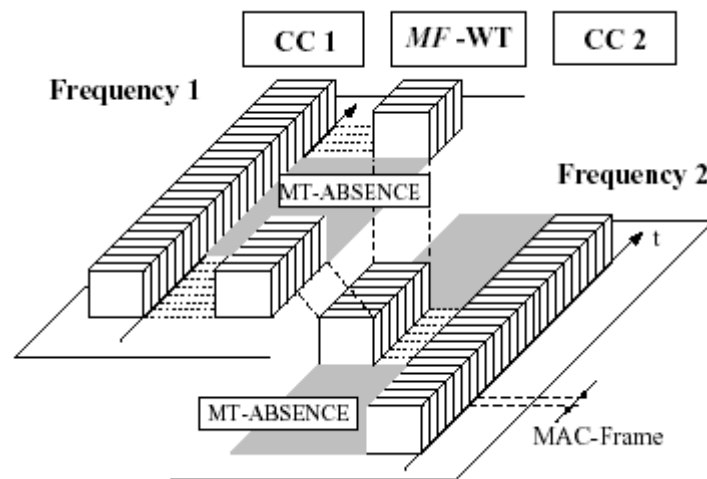 CC 1
MF -WT
CC 2
Frequency 1
MT-ABSENCE
Frequency 2
t
MT-ABSENCE
MAC-Frame